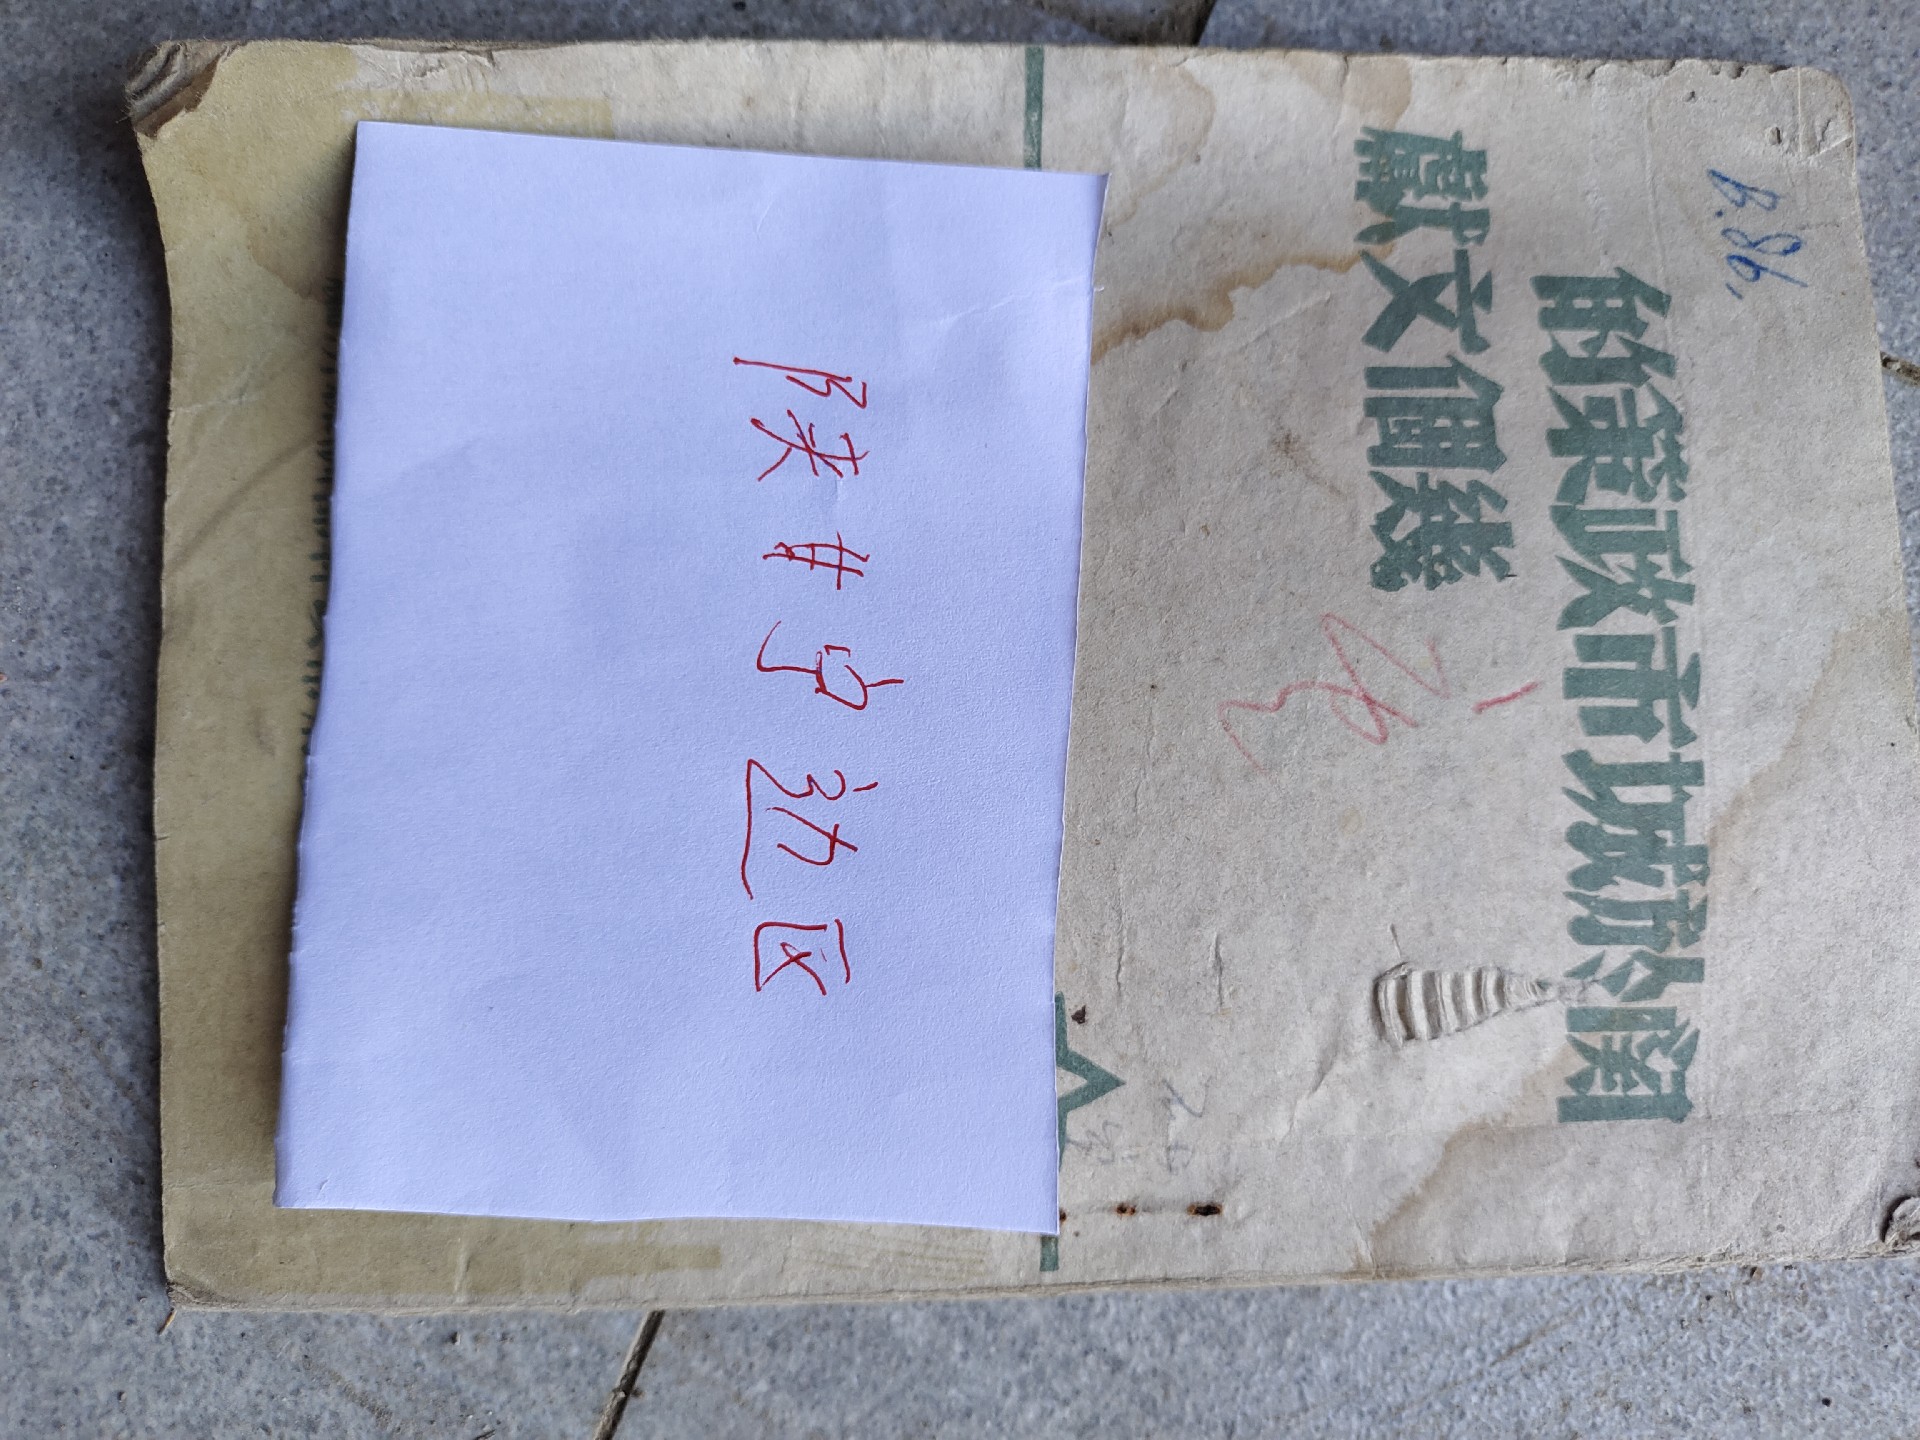 關於城市政策的
幾個文獻
陕甘宁边区